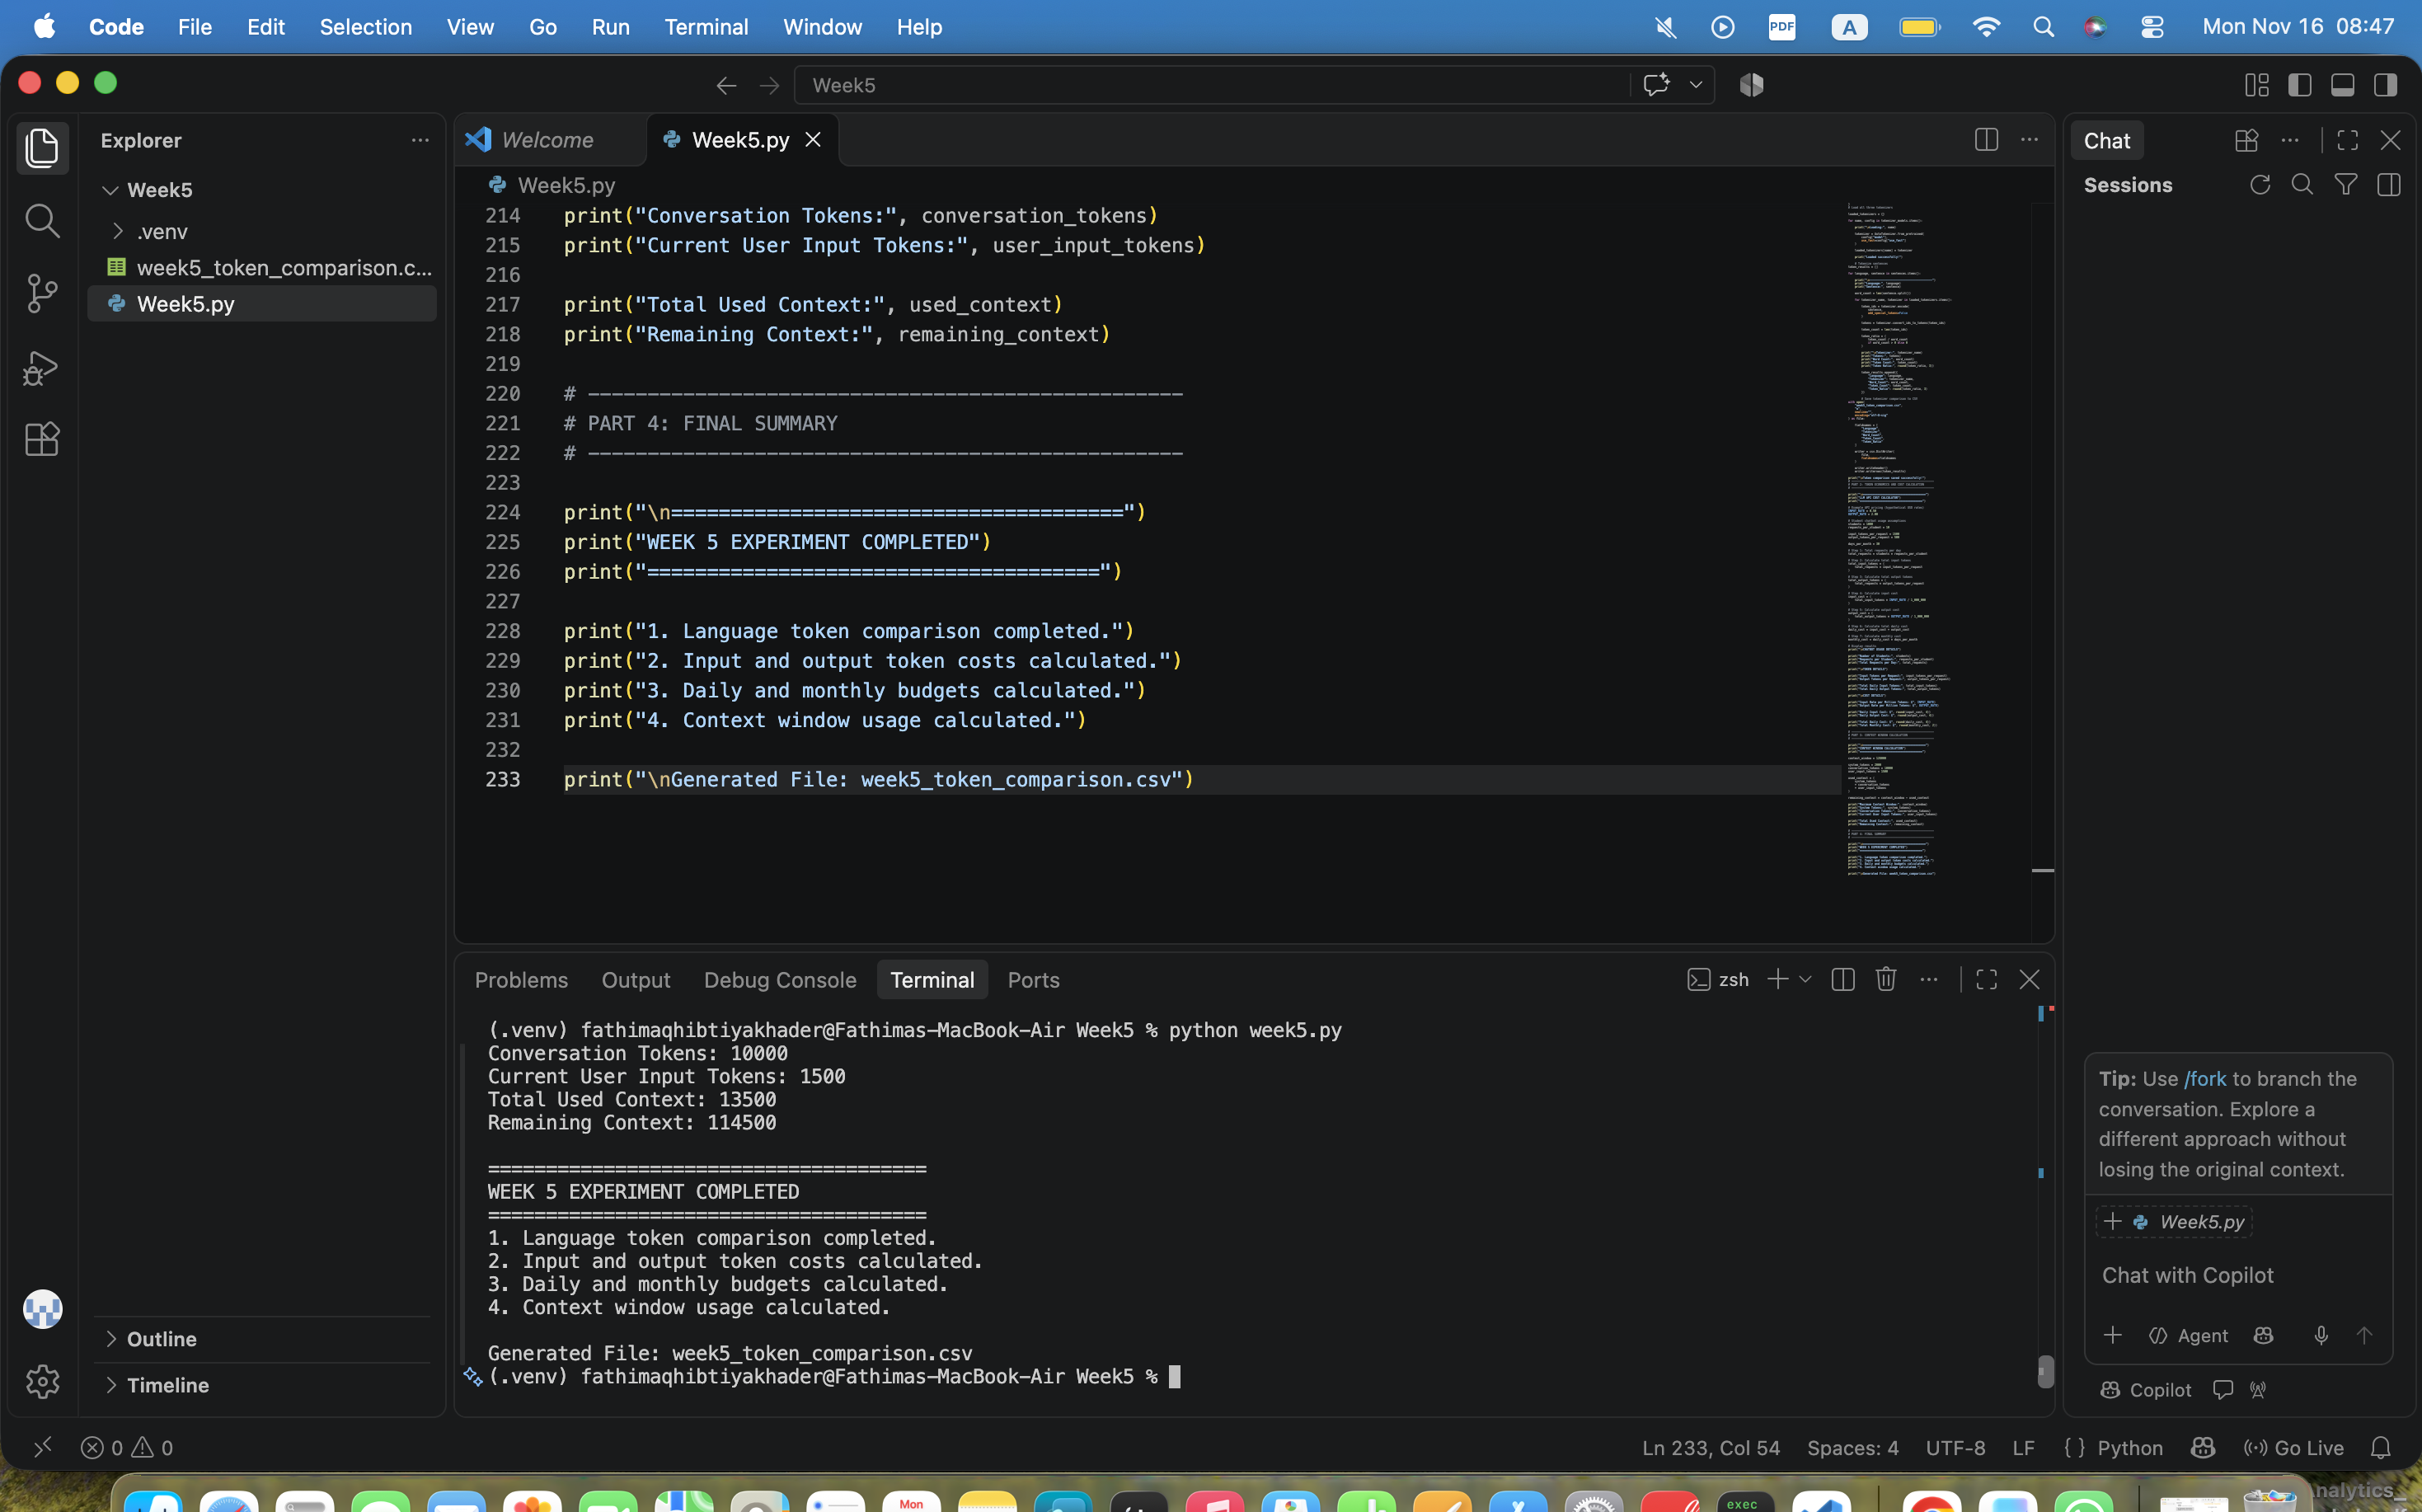 Code File Edit Selection View Go Run Terminal Window Help PDF A Mon Nov 16 08:47
Week5
Explorer
Week5
.venv
week5_token_comparison.c...
Week5.py
Outline
Timeline
Welcome Week5.py
Week5.py
214 print("Conversation Tokens:", conversation_tokens)
215 print("Current User Input Tokens:", user_input_tokens)
216
217 print("Total Used Context:", used_context)
218 print("Remaining Context:", remaining_context)
219
220 # --------------------------------------------------
221 # PART 4: FINAL SUMMARY
222 # --------------------------------------------------
223
224 print("\n======================================")
225 print("WEEK 5 EXPERIMENT COMPLETED")
226 print("======================================")
227
228 print("1. Language token comparison completed.")
229 print("2. Input and output token costs calculated.")
230 print("3. Daily and monthly budgets calculated.")
231 print("4. Context window usage calculated.")
232
233 print("\nGenerated File: week5_token_comparison.csv")
Problems Output Debug Console Terminal Ports zsh
(.venv) fathimaqhibtiyakhader@Fathimas-MacBook-Air Week5 % python week5.py
Conversation Tokens: 10000
Current User Input Tokens: 1500
Total Used Context: 13500
Remaining Context: 114500
======================================
WEEK 5 EXPERIMENT COMPLETED
======================================
1. Language token comparison completed.
2. Input and output token costs calculated.
3. Daily and monthly budgets calculated.
4. Context window usage calculated.
Generated File: week5_token_comparison.csv
(.venv) fathimaqhibtiyakhader@Fathimas-MacBook-Air Week5 %
Chat
Sessions
Tip: Use /fork to branch the
conversation. Explore a
different approach without
losing the original context.
Week5.py
Chat with Copilot
Agent
Copilot
0 0 Ln 233, Col 54 Spaces: 4 UTF-8 LF {} Python Go Live
Mon
exec